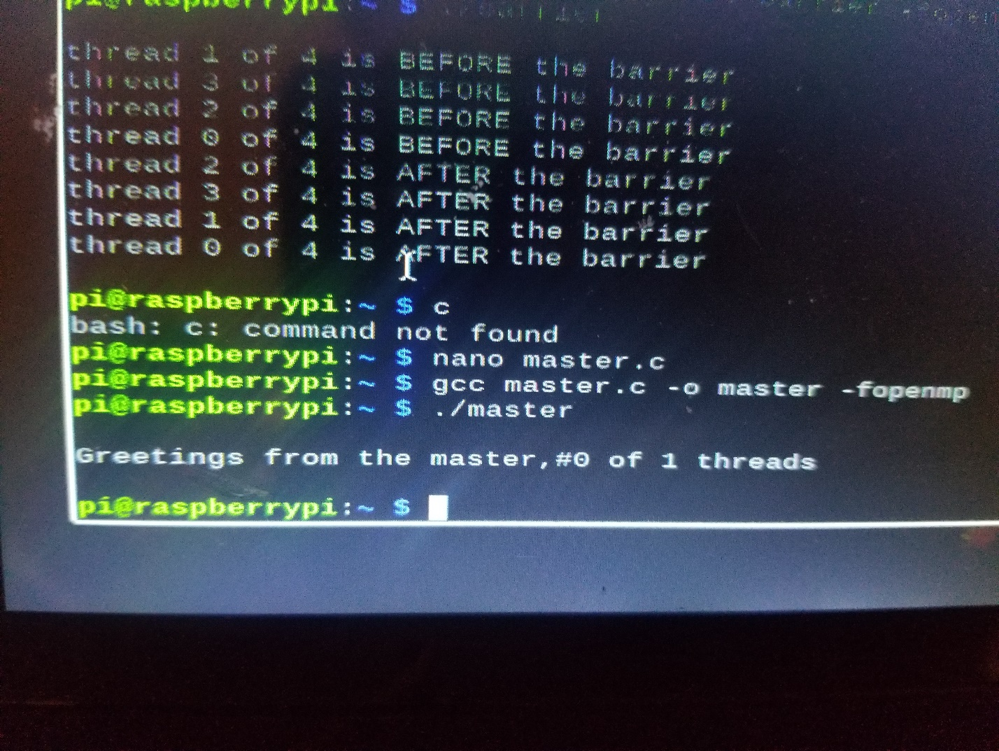 pi@raspberrypi:~ $
thread 1 of 4 is BEFORE the barrier
thread 3 of 4 is BEFORE the barrier
thread 2 of 4 is BEFORE the barrier
thread 0 of 4 is BEFORE the barrier
thread 2 of 4 is AFTER the barrier
thread 3 of 4 is AFTER the barrier
thread 1 of 4 is AFTER the barrier
thread 0 of 4 is AFTER the barrier
pi@raspberrypi:~ $ c
bash: c: command not found
pi@raspberrypi:~ $ nano master.c
pi@raspberrypi:~ $ gcc master.c -o master -fopenmp
pi@raspberrypi:~ $ ./master
Greetings from the master,#0 of 1 threads
pi@raspberrypi:~ $